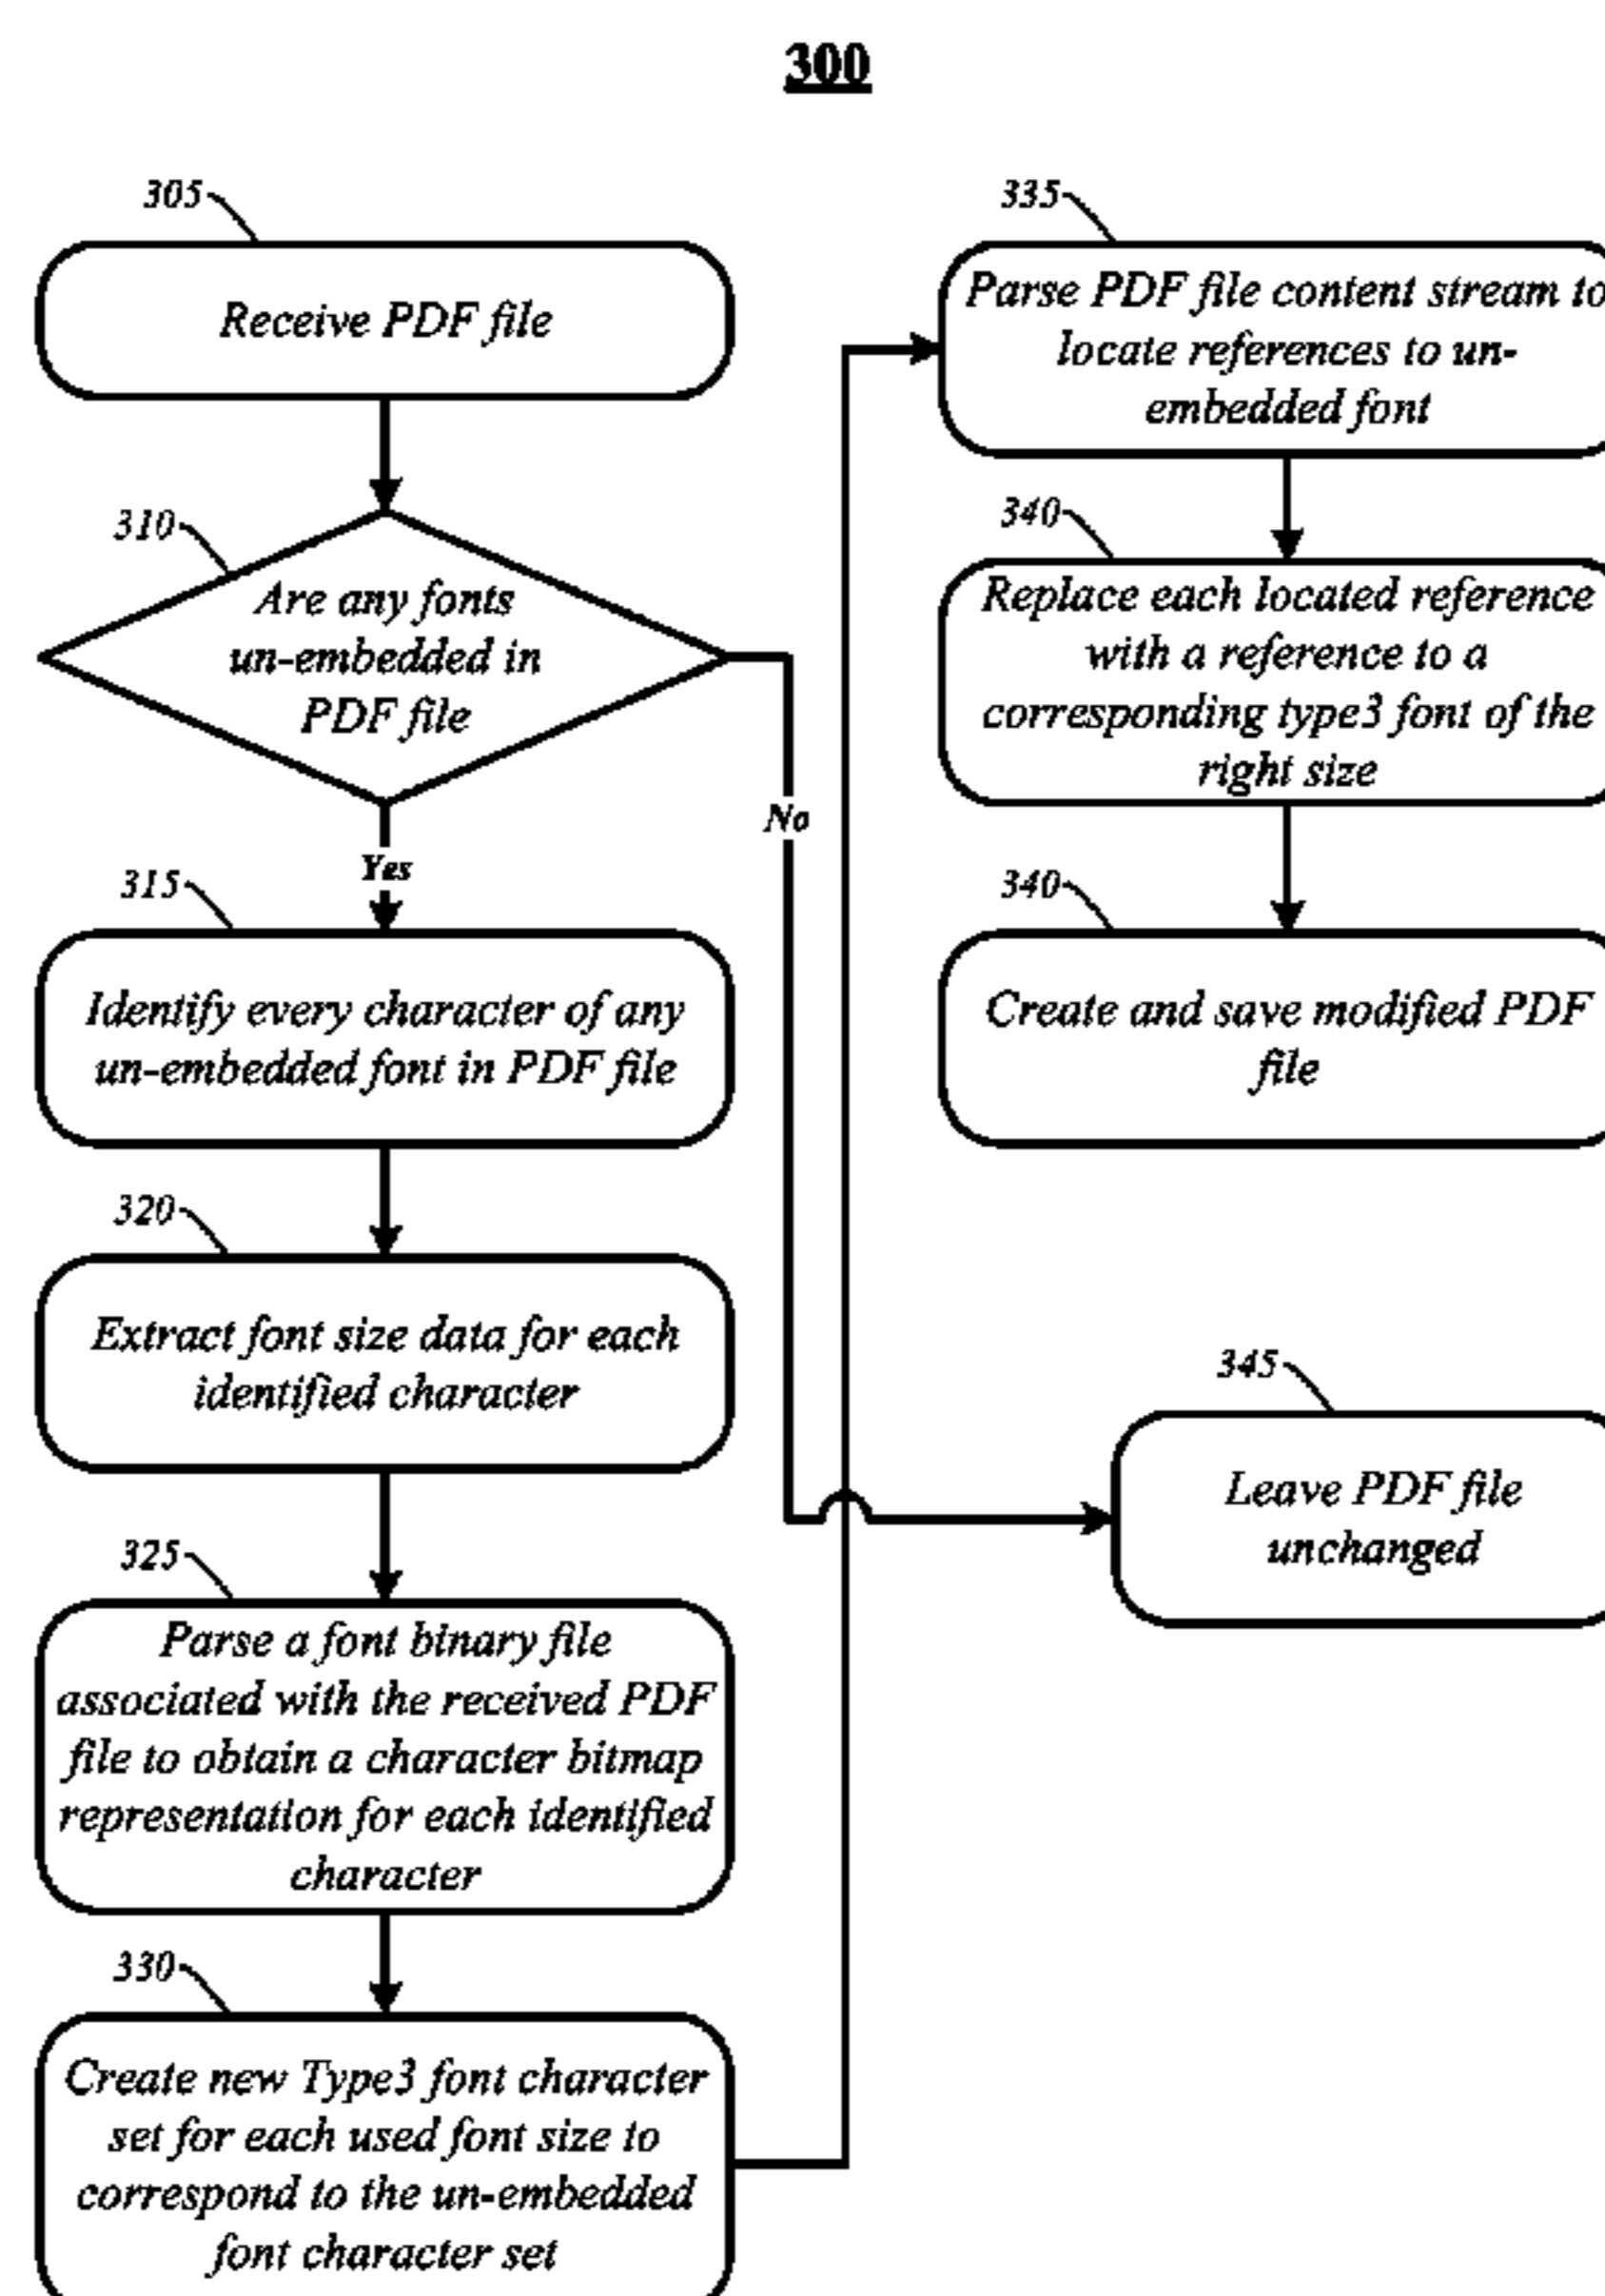 300
305
Receive PDF file
310
Are any fonts
un-embedded in
PDF file
No
Yes
315
Identify every character of any
un-embedded font in PDF file
320
Extract font size data for each
identified character
325
Parse a font binary file
associated with the received PDF
file to obtain a character bitmap
representation for each identified
character
330
Create new Type3 font character
set for each used font size to
correspond to the un-embedded
font character set
335
Parse PDF file content stream to
locate references to un-
embedded font
340
Replace each located reference
with a reference to a
corresponding type3 font of the
right size
340
Create and save modified PDF
file
345
Leave PDF file
unchanged